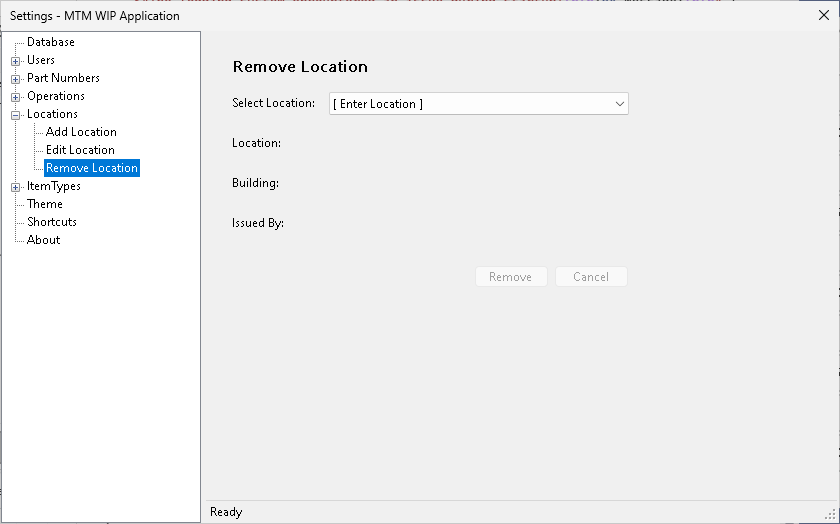 Settings - MTM WIP Application
Database
Users
Part Numbers
Operations
Locations
Add Location
Edit Location
Remove Location
ItemTypes
Theme
Shortcuts
About
Remove Location
Select Location: [ Enter Location ]
Location:
Building:
Issued By:
Remove Cancel
Ready